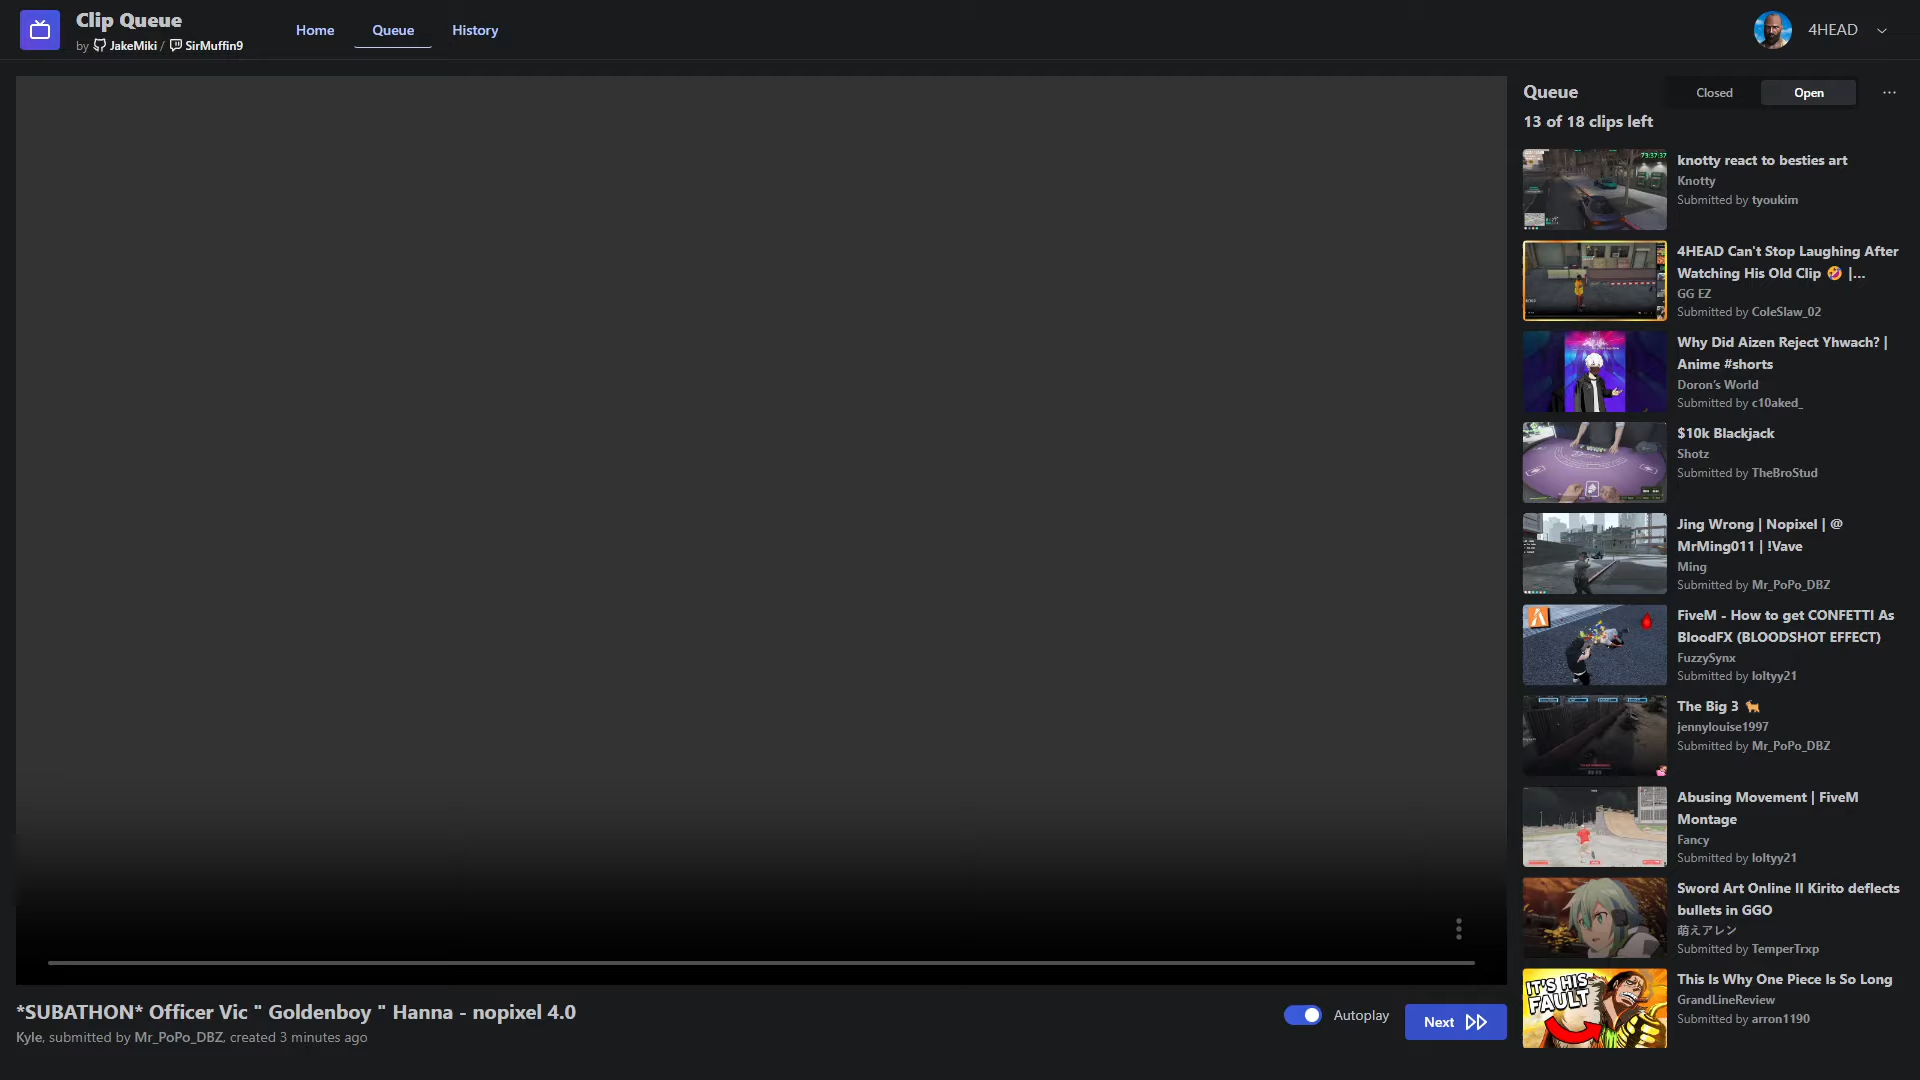 Clip Queue
by JakeMiki / SirMuffin9
Home
Queue
History
4HEAD
Queue
Closed
Open
13 of 18 clips left
73:37:37
knotty react to besties art
Knotty
Submitted by tyoukim
4HEAD Can't Stop Laughing After
Watching His Old Clip 🤣 |...
GG EZ
Submitted by ColeSlaw_02
Why Did Aizen Reject Yhwach? |
Anime #shorts
Doron’s World
Submitted by c10aked_
$10k Blackjack
Shotz
Submitted by TheBroStud
Jing Wrong | Nopixel | @
MrMing011 | !Vave
Ming
Submitted by Mr_PoPo_DBZ
FiveM - How to get CONFETTI As
BloodFX (BLOODSHOT EFFECT)
FuzzySynx
Submitted by loltyy21
The Big 3 🐐
jennylouise1997
Submitted by Mr_PoPo_DBZ
Abusing Movement | FiveM
Montage
Fancy
Submitted by loltyy21
Sword Art Online II Kirito deflects
bullets in GGO
萌えアレン
Submitted by TemperTrxp
IT'S HIS
FAULT
This Is Why One Piece Is So Long
GrandLineReview
Submitted by arron1190
*SUBATHON* Officer Vic " Goldenboy " Hanna - nopixel 4.0
Kyle, submitted by Mr_PoPo_DBZ, created 3 minutes ago
Autoplay
Next